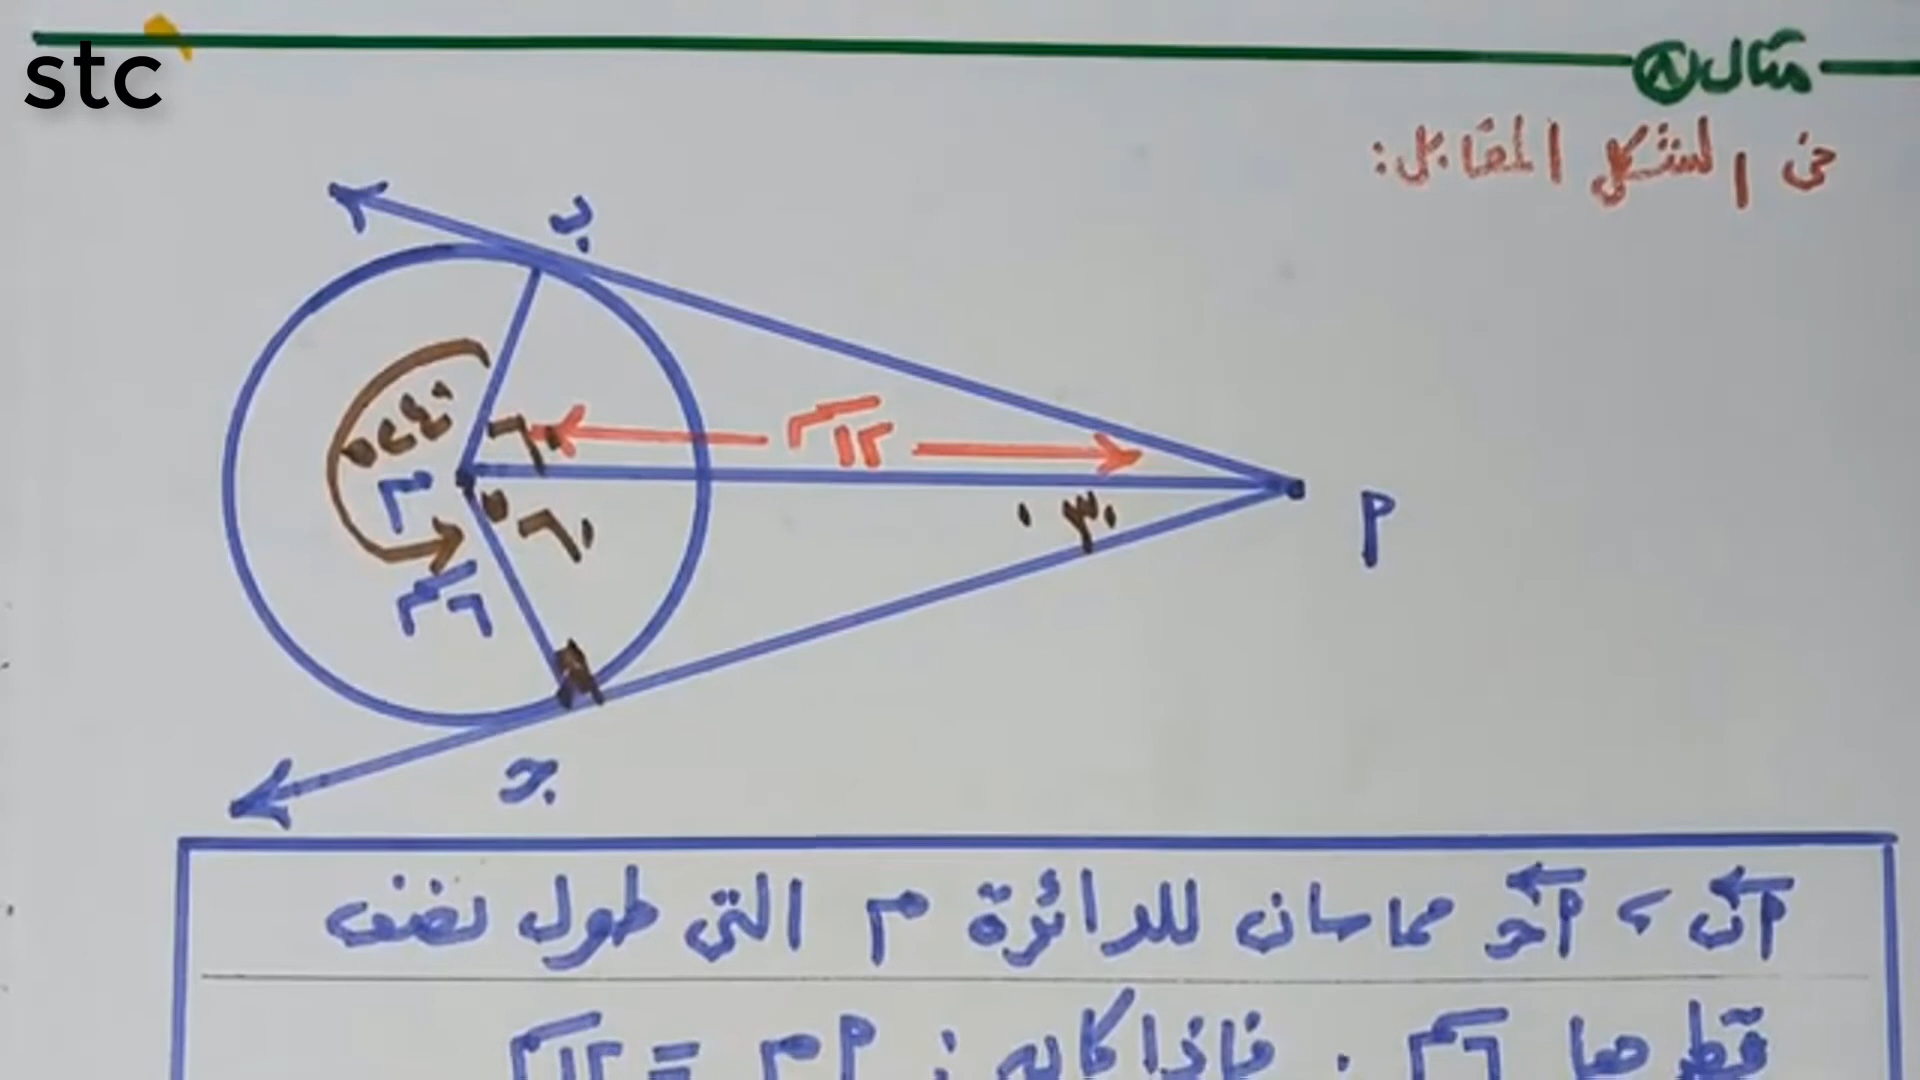 stc
مثال ٨
في الشكل المقابل:
ب
٢٤٠°
٦٠
١٢سم
م
٦٠°
٣٠°
أ
٦سم
ج
أب ، أج مماسان للدائرة م التي طول نصف
قطرها ٦سم . فإذا كان : أم = ١٢سم